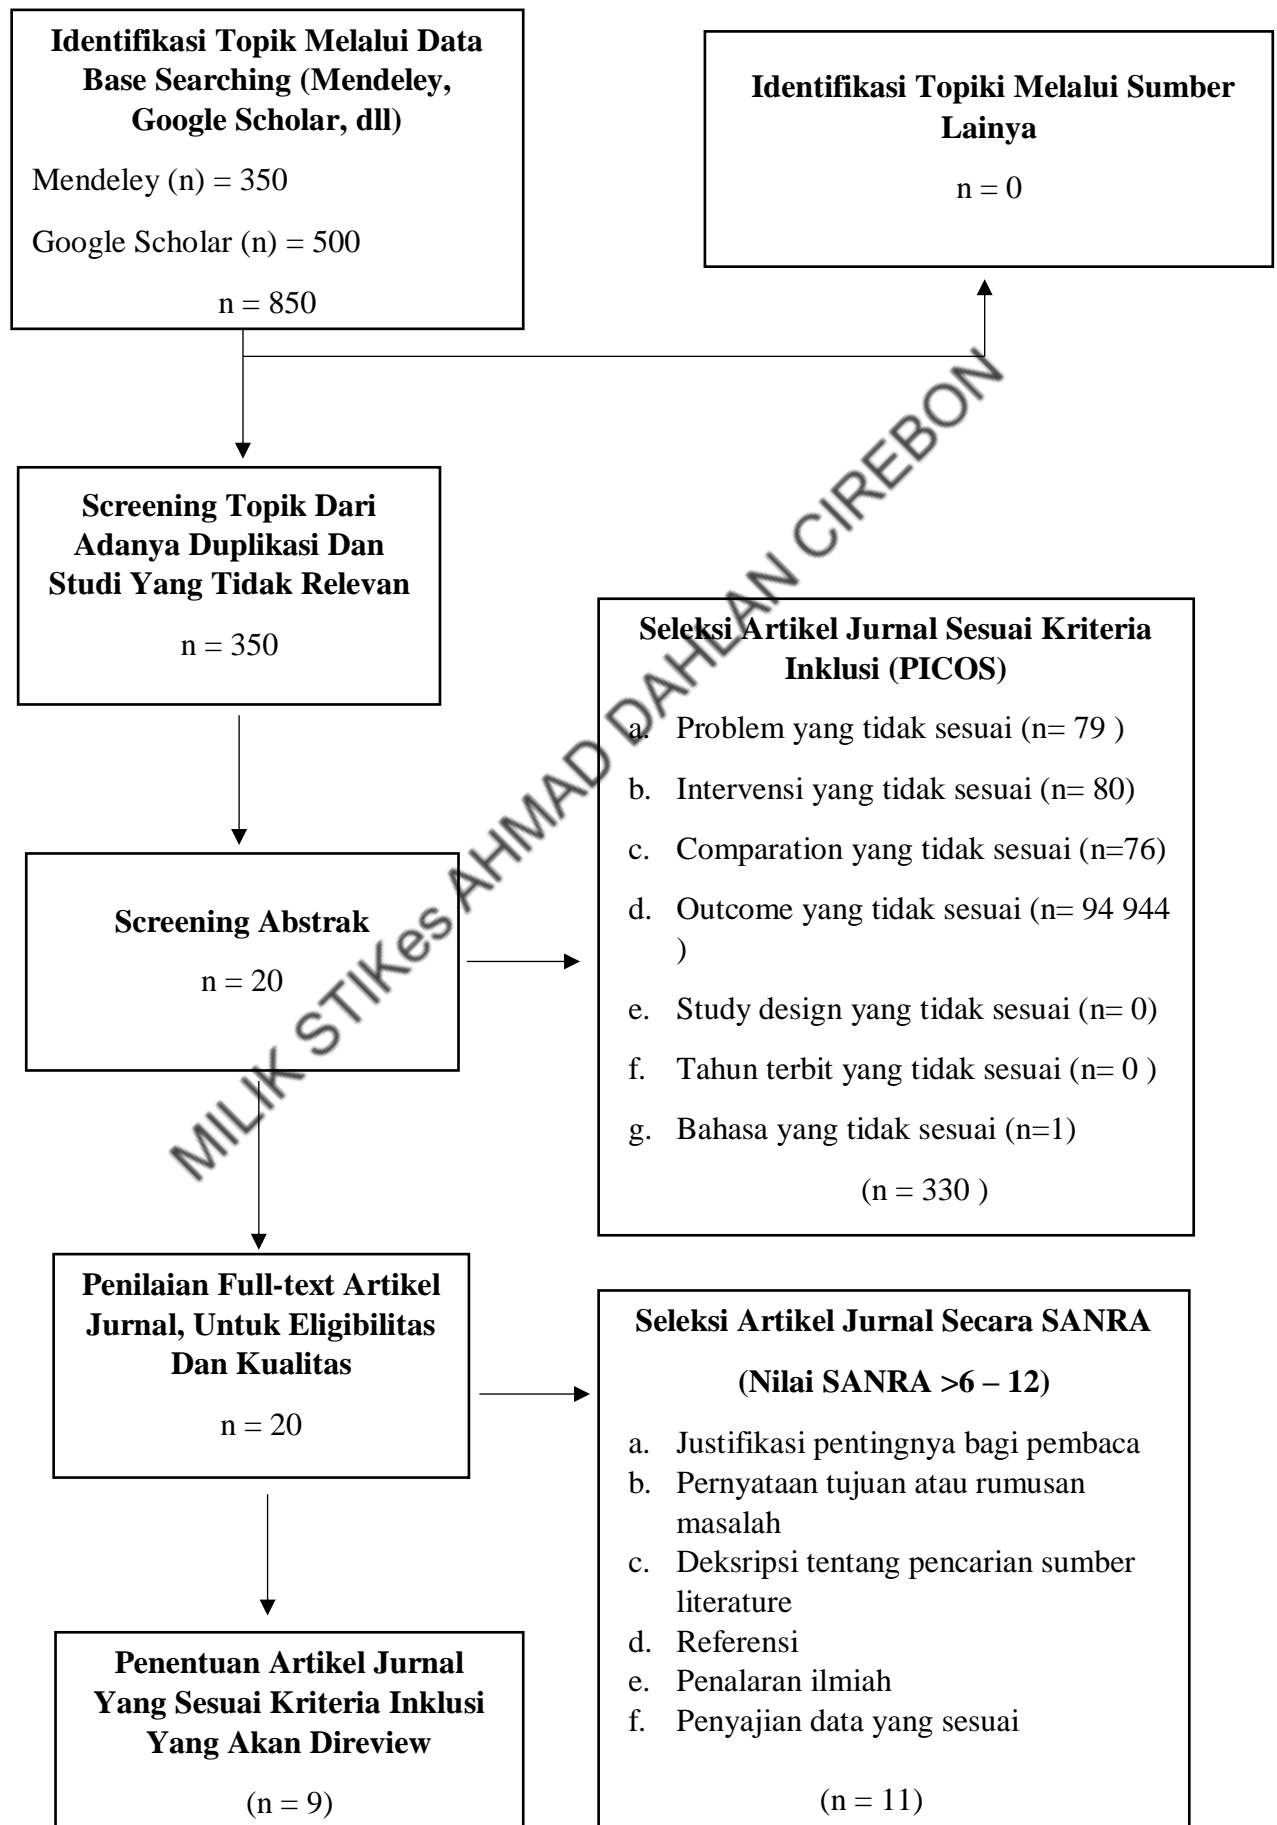 Identifikasi Topik Melalui Data
Base Searching (Mendeley,
Google Scholar, dll)
Mendeley (n) = 350
Google Scholar (n) = 500
n = 850
Identifikasi Topiki Melalui Sumber
Lainya
n = 0
Screening Topik Dari
Adanya Duplikasi Dan
Studi Yang Tidak Relevan
n = 350
Screening Abstrak
n = 20
Seleksi Artikel Jurnal Sesuai Kriteria
Inklusi (PICOS)
a. Problem yang tidak sesuai (n= 79 )
b. Intervensi yang tidak sesuai (n= 80)
c. Comparation yang tidak sesuai (n=76)
d. Outcome yang tidak sesuai (n= 94 944
)
e. Study design yang tidak sesuai (n= 0)
f. Tahun terbit yang tidak sesuai (n= 0 )
g. Bahasa yang tidak sesuai (n=1)
(n = 330 )
Penilaian Full-text Artikel
Jurnal, Untuk Eligibilitas
Dan Kualitas
n = 20
Seleksi Artikel Jurnal Secara SANRA
(Nilai SANRA >6 – 12)
a. Justifikasi pentingnya bagi pembaca
b. Pernyataan tujuan atau rumusan
masalah
c. Deksripsi tentang pencarian sumber
literature
d. Referensi
e. Penalaran ilmiah
f. Penyajian data yang sesuai
(n = 11)
Penentuan Artikel Jurnal
Yang Sesuai Kriteria Inklusi
Yang Akan Direview
(n = 9)
MILIK STIKes AHMAD DAHLAN CIREBON